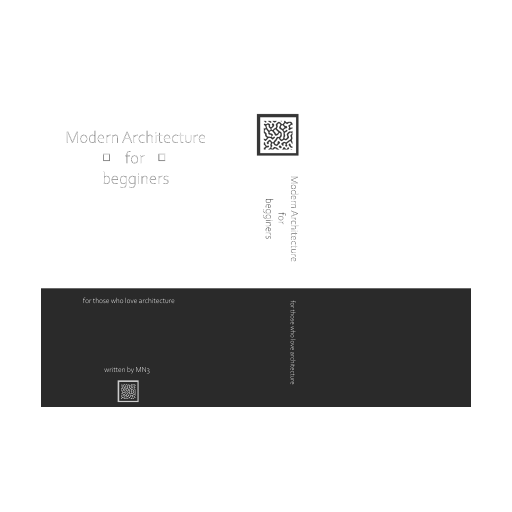 Modern Architecture
for
begginers
Modern Architecture
for
begginers
for those who love architecture
written by MN3
for those who love architecture